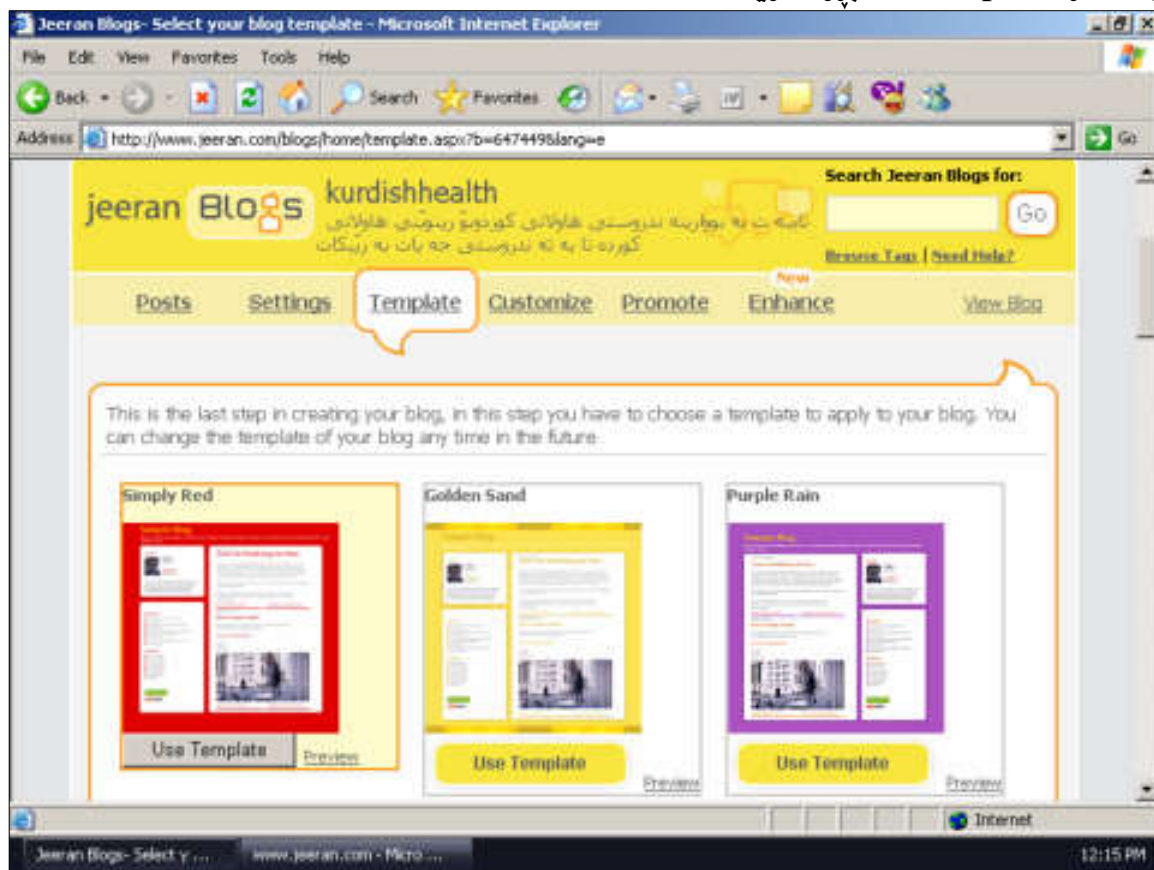 Jeeran Blogs- Select your blog template - Microsoft Internet Explorer
File Edit View Favorites Tools Help
Back Search Favorites
Address http://www.jeeran.com/blogs/home/template.aspx?b=647449&lang=e Go
jeeran Blogs
kurdishhealth
Search Jeeran Blogs for:
Go
Browse Tags | Need Help?
New
Posts Settings Template Customize Promote Enhance View Blog
This is the last step in creating your blog, in this step you have to choose a template to apply to your blog. You
can change the template of your blog any time in the future.
Simply Red Golden Sand Purple Rain
Use Template Preview Use Template Preview Use Template Preview
Internet
Jeeran Blogs- Select y ... www.jeeran.com - Micro ... 12:15 PM